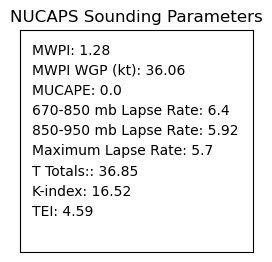 NUCAPS Sounding Parameters
MWPI: 1.28
MWPI WGP (kt): 36.06
MUCAPE: 0.0
670-850 mb Lapse Rate: 6.4
850-950 mb Lapse Rate: 5.92
Maximum Lapse Rate: 5.7
T Totals:: 36.85
K-index: 16.52
TEI: 4.59